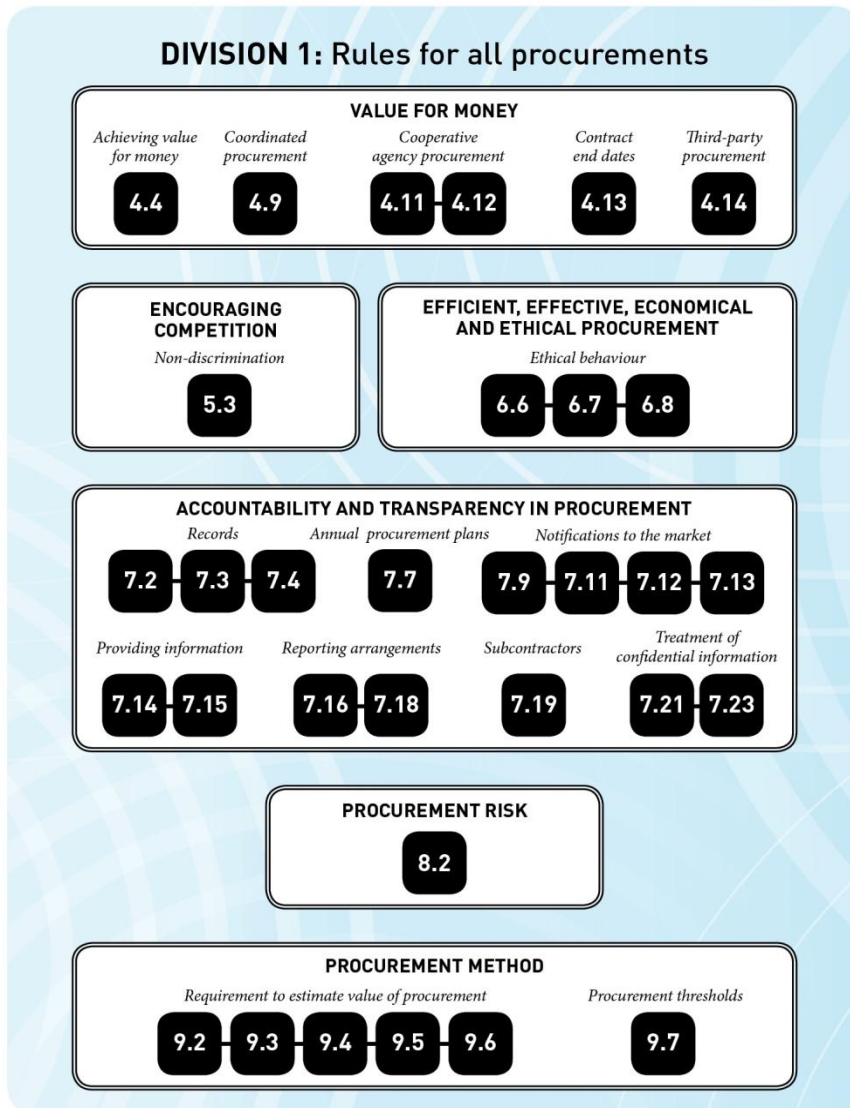 DIVISION 1: Rules for all procurements
VALUE FOR MONEY
Achieving value
for money
Coordinated
procurement
Cooperative
agency procurement
Contract
end dates
Third-party
procurement
4.4
4.9
4.11
4.12
4.13
4.14
ENCOURAGING
COMPETITION
Non-discrimination
5.3
EFFICIENT, EFFECTIVE, ECONOMICAL
AND ETHICAL PROCUREMENT
Ethical behaviour
6.6
6.7
6.8
ACCOUNTABILITY AND TRANSPARENCY IN PROCUREMENT
Records
Annual procurement plans
Notifications to the market
7.2
7.3
7.4
7.7
7.9
7.11
7.12
7.13
Providing information
Reporting arrangements
Subcontractors
Treatment of
confidential information
7.14
7.15
7.16
7.18
7.19
7.21
7.23
PROCUREMENT RISK
8.2
PROCUREMENT METHOD
Requirement to estimate value of procurement
Procurement thresholds
9.2
9.3
9.4
9.5
9.6
9.7